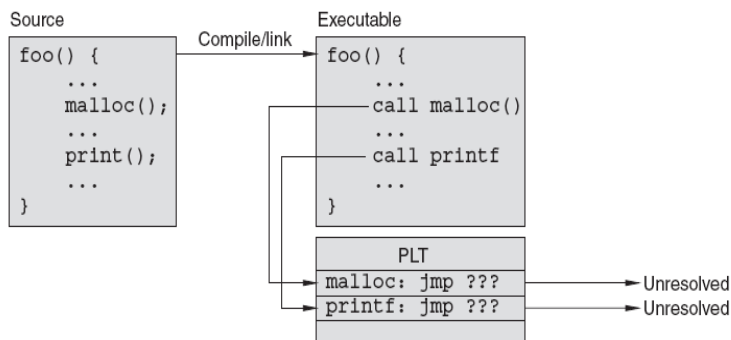 Source
foo() {
...
malloc();
...
print();
...
}
Compile/link
Executable
foo() {
...
call malloc()
...
call printf
...
}
PLT
malloc: jmp ???
Unresolved
printf: jmp ???
Unresolved